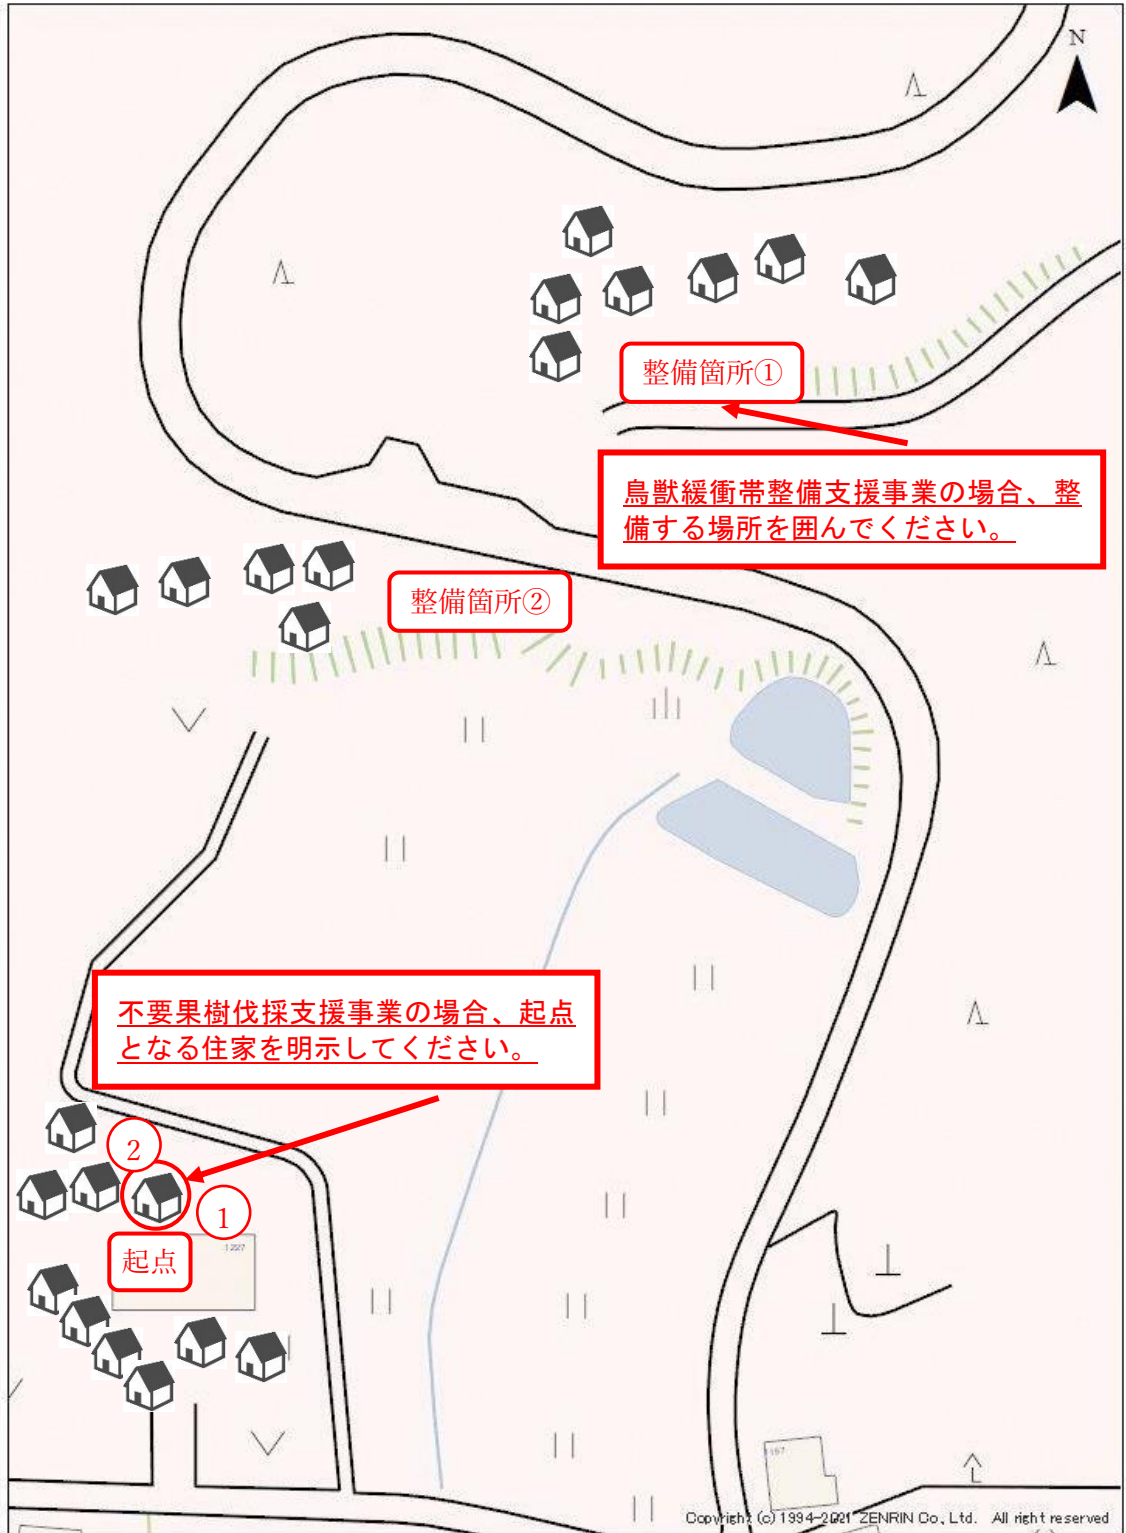 N
整備箇所①
鳥獣緩衝帯整備支援事業の場合、整
備する場所を囲んでください。
整備箇所②
不要果樹伐採支援事業の場合、起点
となる住家を明示してください。
2
1
起点
1227
1167
Copyright (c) 1994-2021 ZENRIN Co., Ltd. All right reserved